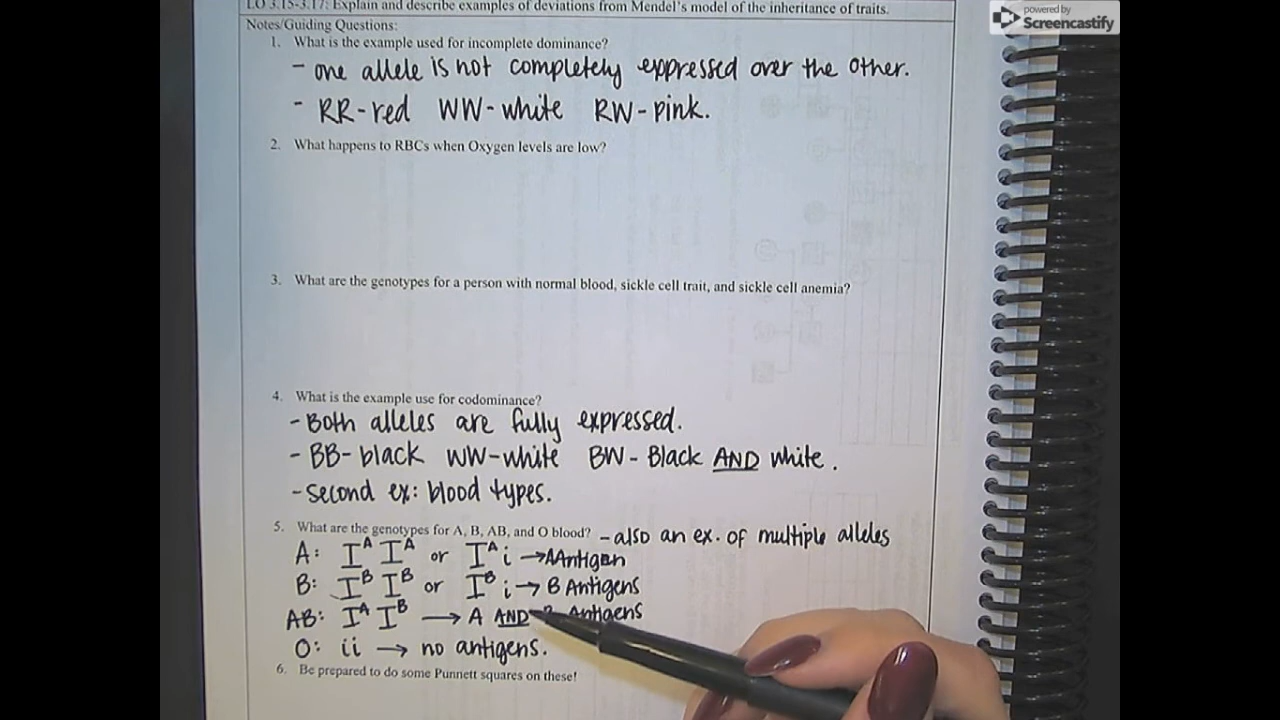 LO 3.15-3.17: Explain and describe examples of deviations from Mendel's model of the inheritance of traits.
powered by
Screencastify
Notes/Guiding Questions:
1. What is the example used for incomplete dominance?
- one allele is not completely expressed over the other.
- RR-red WW-white RW-pink.
2. What happens to RBCs when Oxygen levels are low?
3. What are the genotypes for a person with normal blood, sickle cell trait, and sickle cell anemia?
4. What is the example use for codominance?
- Both alleles are fully expressed.
- BB-black WW-white BW-Black AND white.
- second ex: blood types.
5. What are the genotypes for A, B, AB, and O blood? - also an ex. of multiple alleles
A: I^A I^A or I^A i → A Antigen
B: I^B I^B or I^B i → B Antigens
AB: I^A I^B → A AND Antigens
O: ii → no antigens.
6. Be prepared to do some Punnett squares on these!